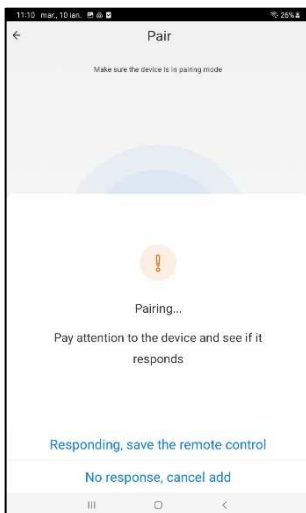 11:10 mar., 10 ian.
26%
Pair
Make sure the device is in pairing mode
Pairing...
Pay attention to the device and see if it
responds
Responding, save the remote control
No response, cancel add